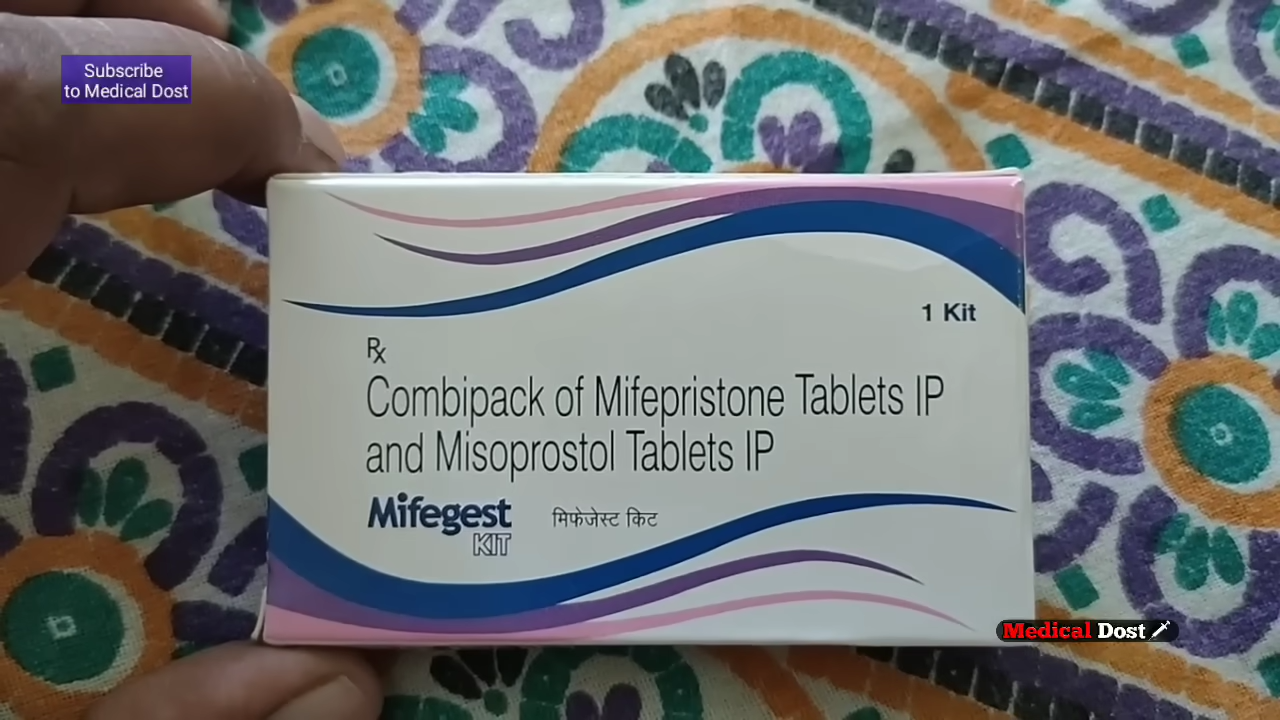 Subscribe
to Medical Dost
1 Kit
Rx
Combipack of Mifepristone Tablets IP
and Misoprostol Tablets IP
Mifegest
KIT
मिफेजेस्ट किट
Medical Dost